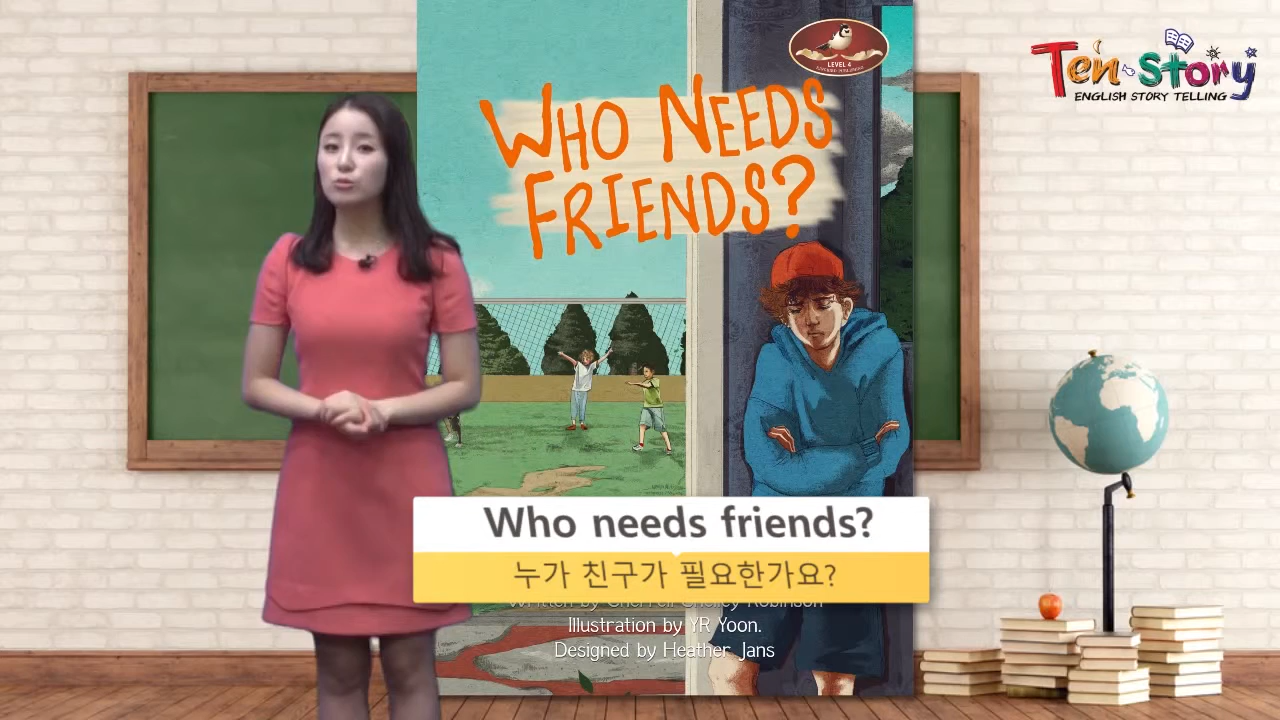 LEVEL 4
Ten Story
ENGLISH STORY TELLING
WHO NEEDS
FRIENDS?
Who needs friends?
누가 친구가 필요한가요?
Illustration by YR Yoon.
Designed by Heather Jans